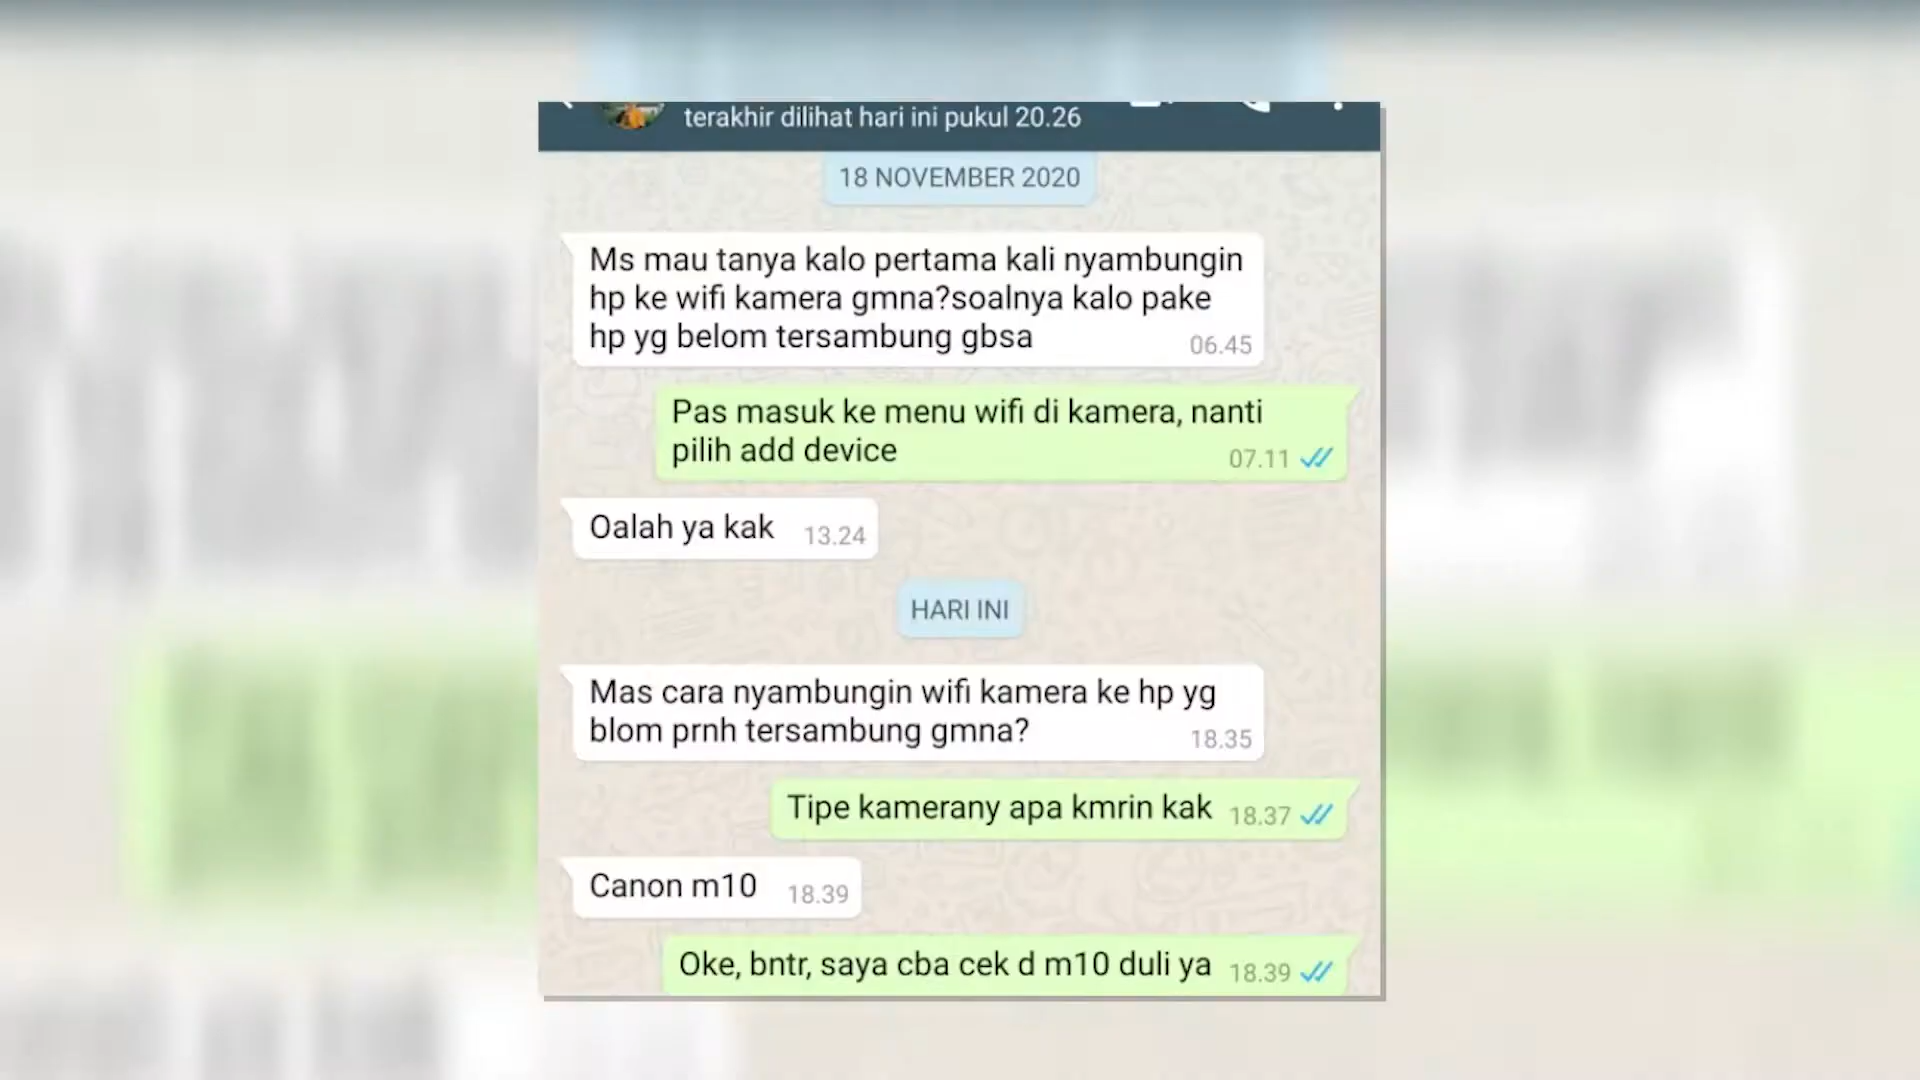 terakhir dilihat hari ini pukul 20.26
18 NOVEMBER 2020
Ms mau tanya kalo pertama kali nyambungin
hp ke wifi kamera gmna?soalnya kalo pake
hp yg belom tersambung gbsa
06.45
Pas masuk ke menu wifi di kamera, nanti
pilih add device
07.11
Oalah ya kak 13.24
HARI INI
Mas cara nyambungin wifi kamera ke hp yg
blom prnh tersambung gmna?
18.35
Tipe kamerany apa kmrin kak 18.37
Canon m10 18.39
Oke, bntr, saya cba cek d m10 duli ya 18.39